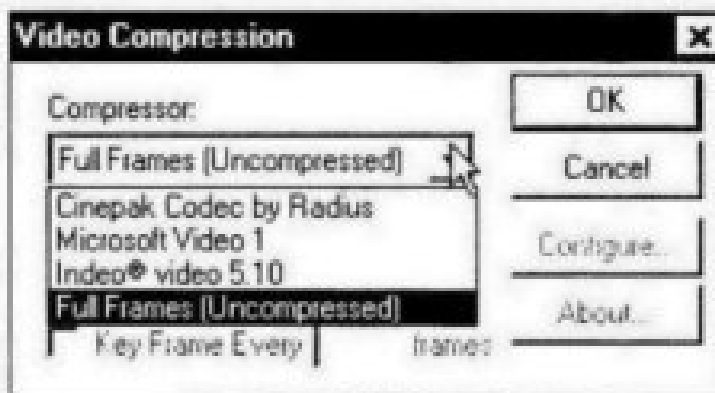 Video Compression
Compressor:
Full Frames (Uncompressed)
Cinepak Codec by Radius
Microsoft Video 1
Indeo® video 5.10
Full Frames (Uncompressed)
Key Frame Every frames
OK
Cancel
Configure...
About...